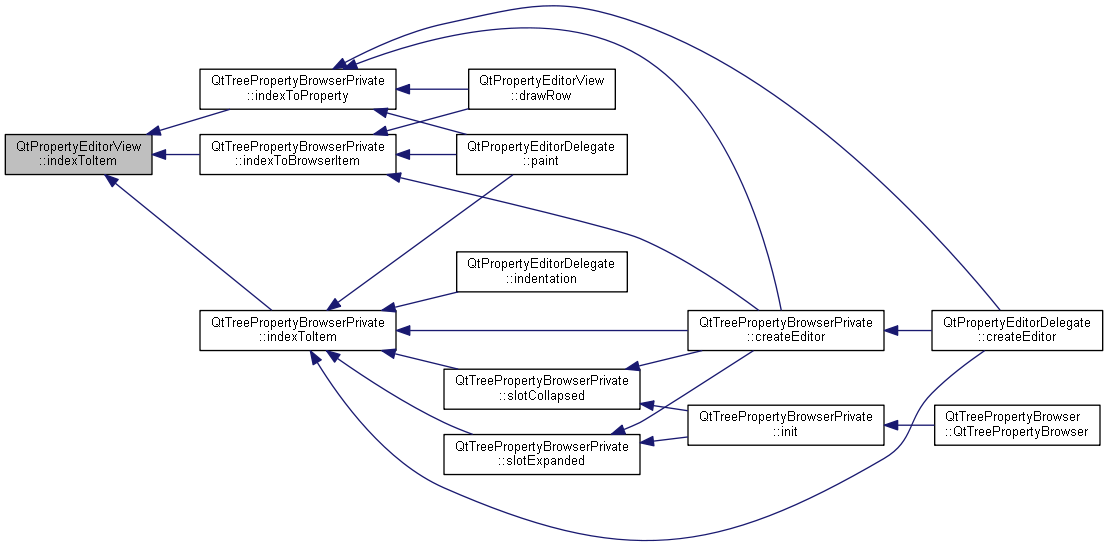 QtPropertyEditorView
::indexToItem
QtTreePropertyBrowserPrivate
::indexToProperty
QtTreePropertyBrowserPrivate
::indexToBrowserItem
QtTreePropertyBrowserPrivate
::indexToItem
QtPropertyEditorView
::drawRow
QtPropertyEditorDelegate
::paint
QtPropertyEditorDelegate
::indentation
QtTreePropertyBrowserPrivate
::slotCollapsed
QtTreePropertyBrowserPrivate
::slotExpanded
QtTreePropertyBrowserPrivate
::createEditor
QtTreePropertyBrowserPrivate
::init
QtPropertyEditorDelegate
::createEditor
QtTreePropertyBrowser
::QtTreePropertyBrowser